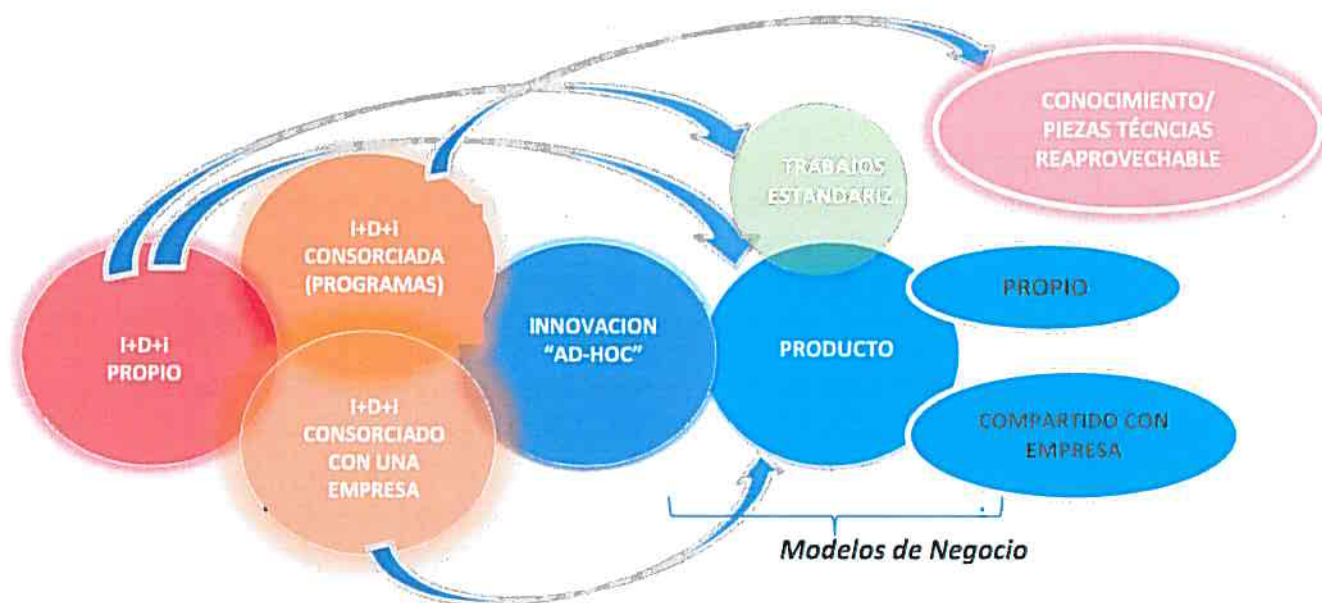 CONOCIMIENTO/
PIEZAS TÉCNCIAS
REAPROVECHABLE
TRABAJOS
ESTANDARIZ
I+D+i
CONSORCIADA
(PROGRAMAS)
I+D+i
PROPIO
INNOVACION
“AD-HOC”
PRODUCTO
PROPIO
I+D+i
CONSORCIADO
CON UNA
EMPRESA
COMPARTIDO CON
EMPRESA
Modelos de Negocio